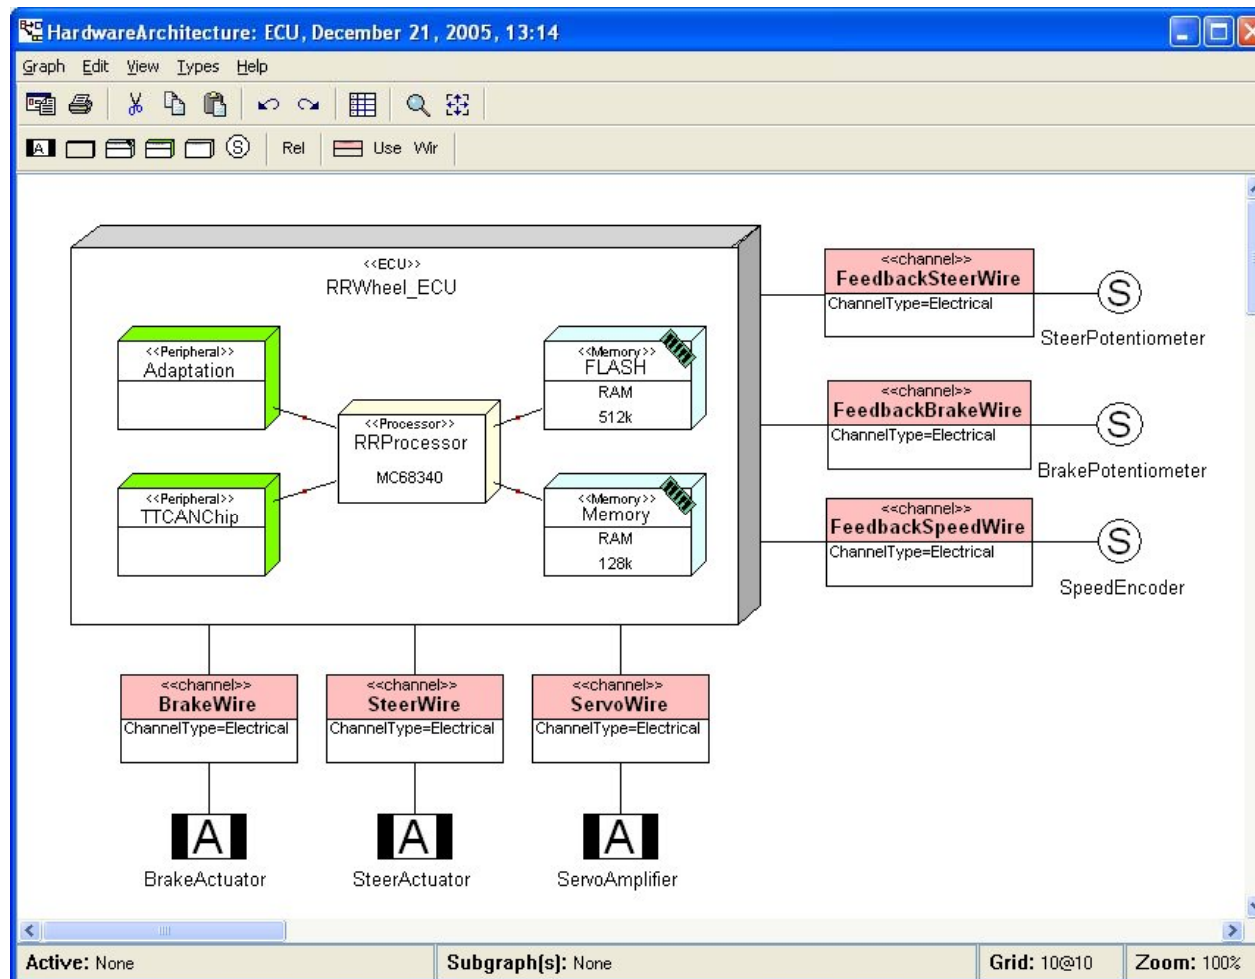 HardwareArchitecture: ECU, December 21, 2005, 13:14
Graph Edit View Types Help
A S Rel Use Wir
<<ECU>>
RRWheel_ECU
<<Peripheral>>
Adaptation
<<Peripheral>>
TTCANChip
<<Processor>>
RRProcessor
MC68340
<<Memory>>
FLASH
RAM
512k
<<Memory>>
Memory
RAM
128k
<<channel>>
FeedbackSteerWire
ChannelType=Electrical
S
SteerPotentiometer
<<channel>>
FeedbackBrakeWire
ChannelType=Electrical
S
BrakePotentiometer
<<channel>>
FeedbackSpeedWire
ChannelType=Electrical
S
SpeedEncoder
<<channel>>
BrakeWire
ChannelType=Electrical
A
BrakeActuator
<<channel>>
SteerWire
ChannelType=Electrical
A
SteerActuator
<<channel>>
ServoWire
ChannelType=Electrical
A
ServoAmplifier
Active: None
Subgraph(s): None
Grid: 10@10
Zoom: 100%